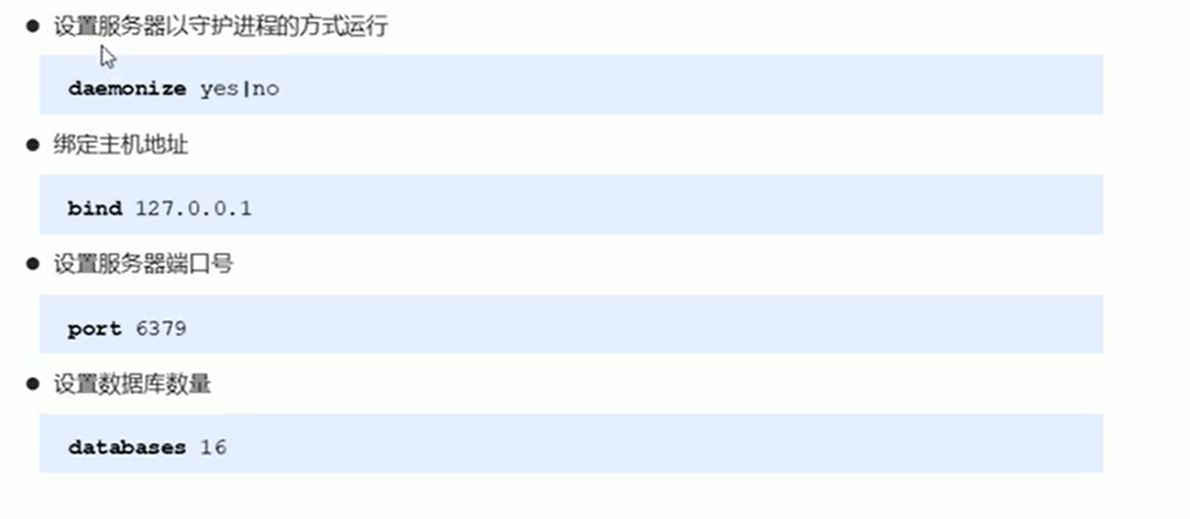 ● 设置服务器以守护进程的方式运行
daemonize yes|no
● 绑定主机地址
bind 127.0.0.1
● 设置服务器端口号
port 6379
● 设置数据库数量
databases 16